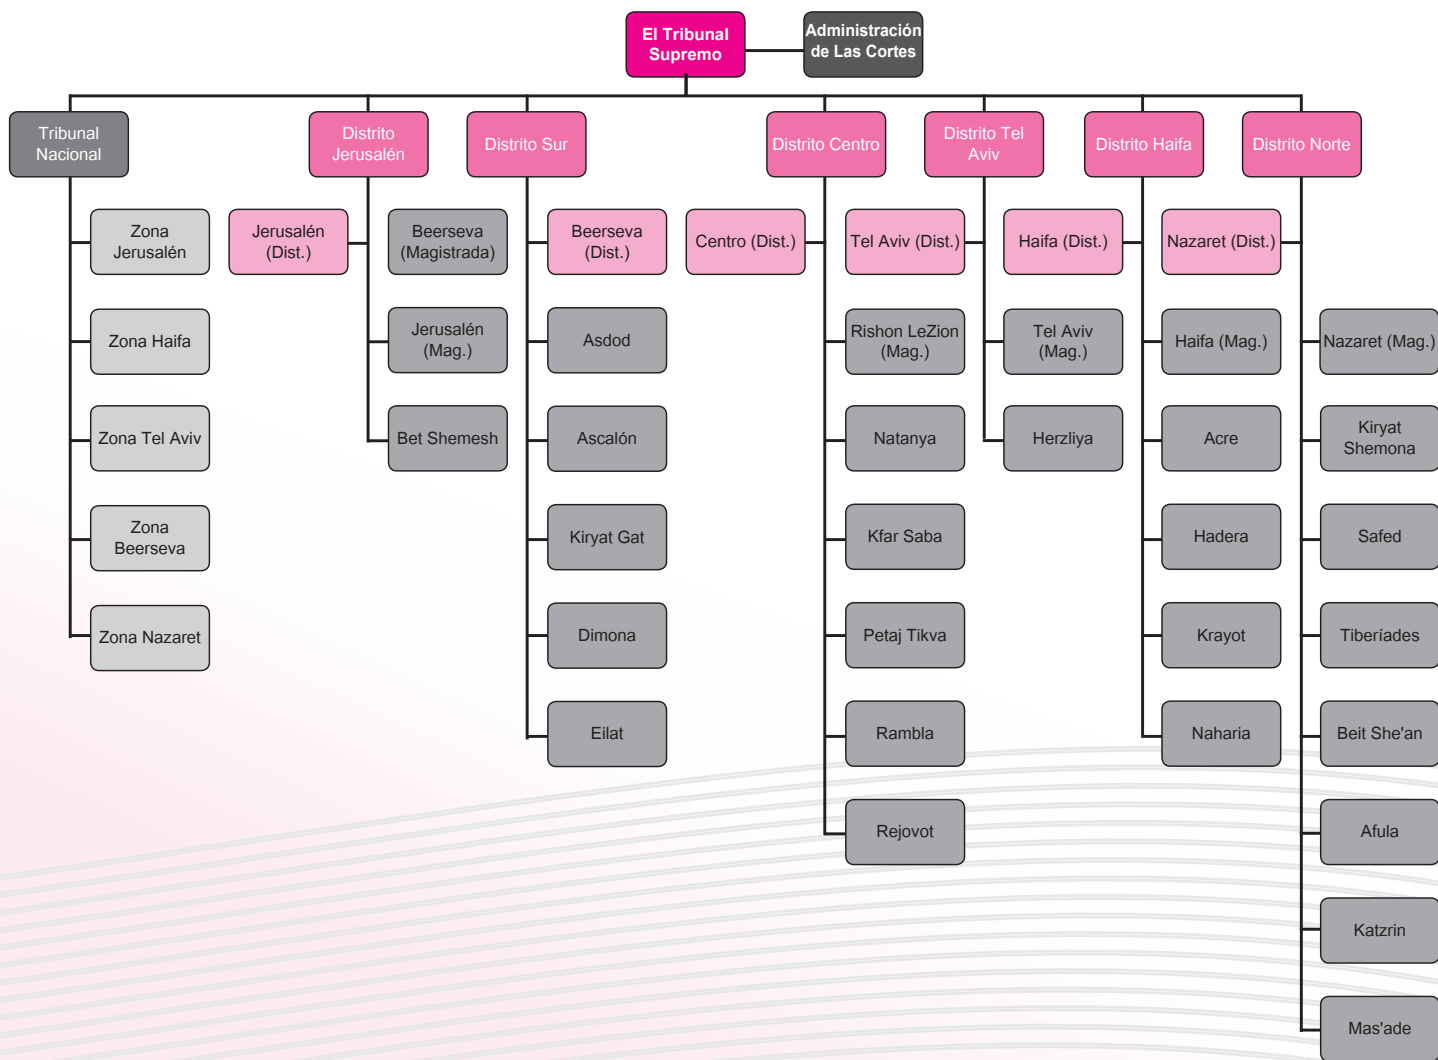 El Tribunal
Supremo
Administración
de Las Cortes
Tribunal
Nacional
Distrito
Jerusalén
Distrito Sur
Distrito Centro
Distrito Tel
Aviv
Distrito Haifa
Distrito Norte
Zona
Jerusalén
Jerusalén
(Dist.)
Beerseva
(Magistrada)
Beerseva
(Dist.)
Centro (Dist.)
Tel Aviv (Dist.)
Haifa (Dist.)
Nazaret (Dist.)
Zona Haifa
Jerusalén
(Mag.)
Asdod
Rishon LeZion
(Mag.)
Tel Aviv
(Mag.)
Haifa (Mag.)
Nazaret (Mag.)
Zona Tel Aviv
Bet Shemesh
Ascalón
Natanya
Herzliya
Acre
Kiryat
Shemona
Zona
Beerseva
Kiryat Gat
Kfar Saba
Hadera
Safed
Zona Nazaret
Dimona
Petaj Tikva
Krayot
Tiberíades
Eilat
Rambla
Naharia
Beit She'an
Rejovot
Afula
Katzrin
Mas'ade